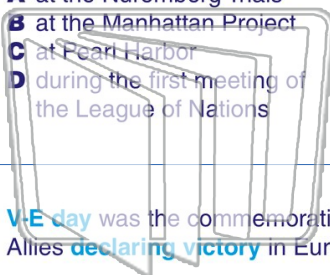 A at the Nuremberg Trials
B at the Manhattan Project
C at Pearl Harbor
D during the first meeting of
the League of Nations
V-E day was the commemorati
Allies declaring victory in Eur